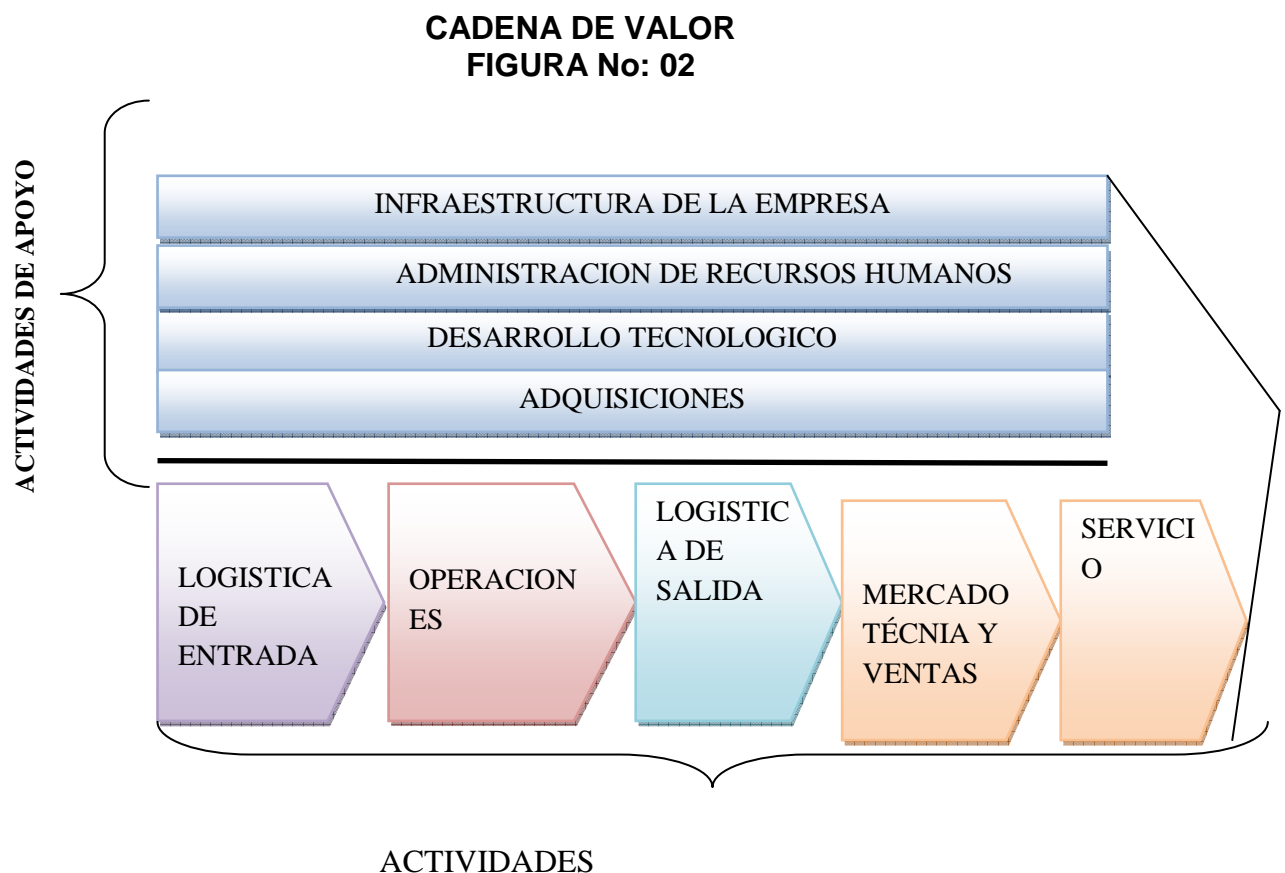 CADENA DE VALOR
FIGURA No: 02
ACTIVIDADES DE APOYO
INFRAESTRUCTURA DE LA EMPRESA
ADMINISTRACION DE RECURSOS HUMANOS
DESARROLLO TECNOLOGICO
ADQUISICIONES
LOGISTICA
DE
ENTRADA
OPERACION
ES
LOGISTIC
A DE
SALIDA
MERCADO
TÉCNIA Y
VENTAS
SERVICI
O
ACTIVIDADES